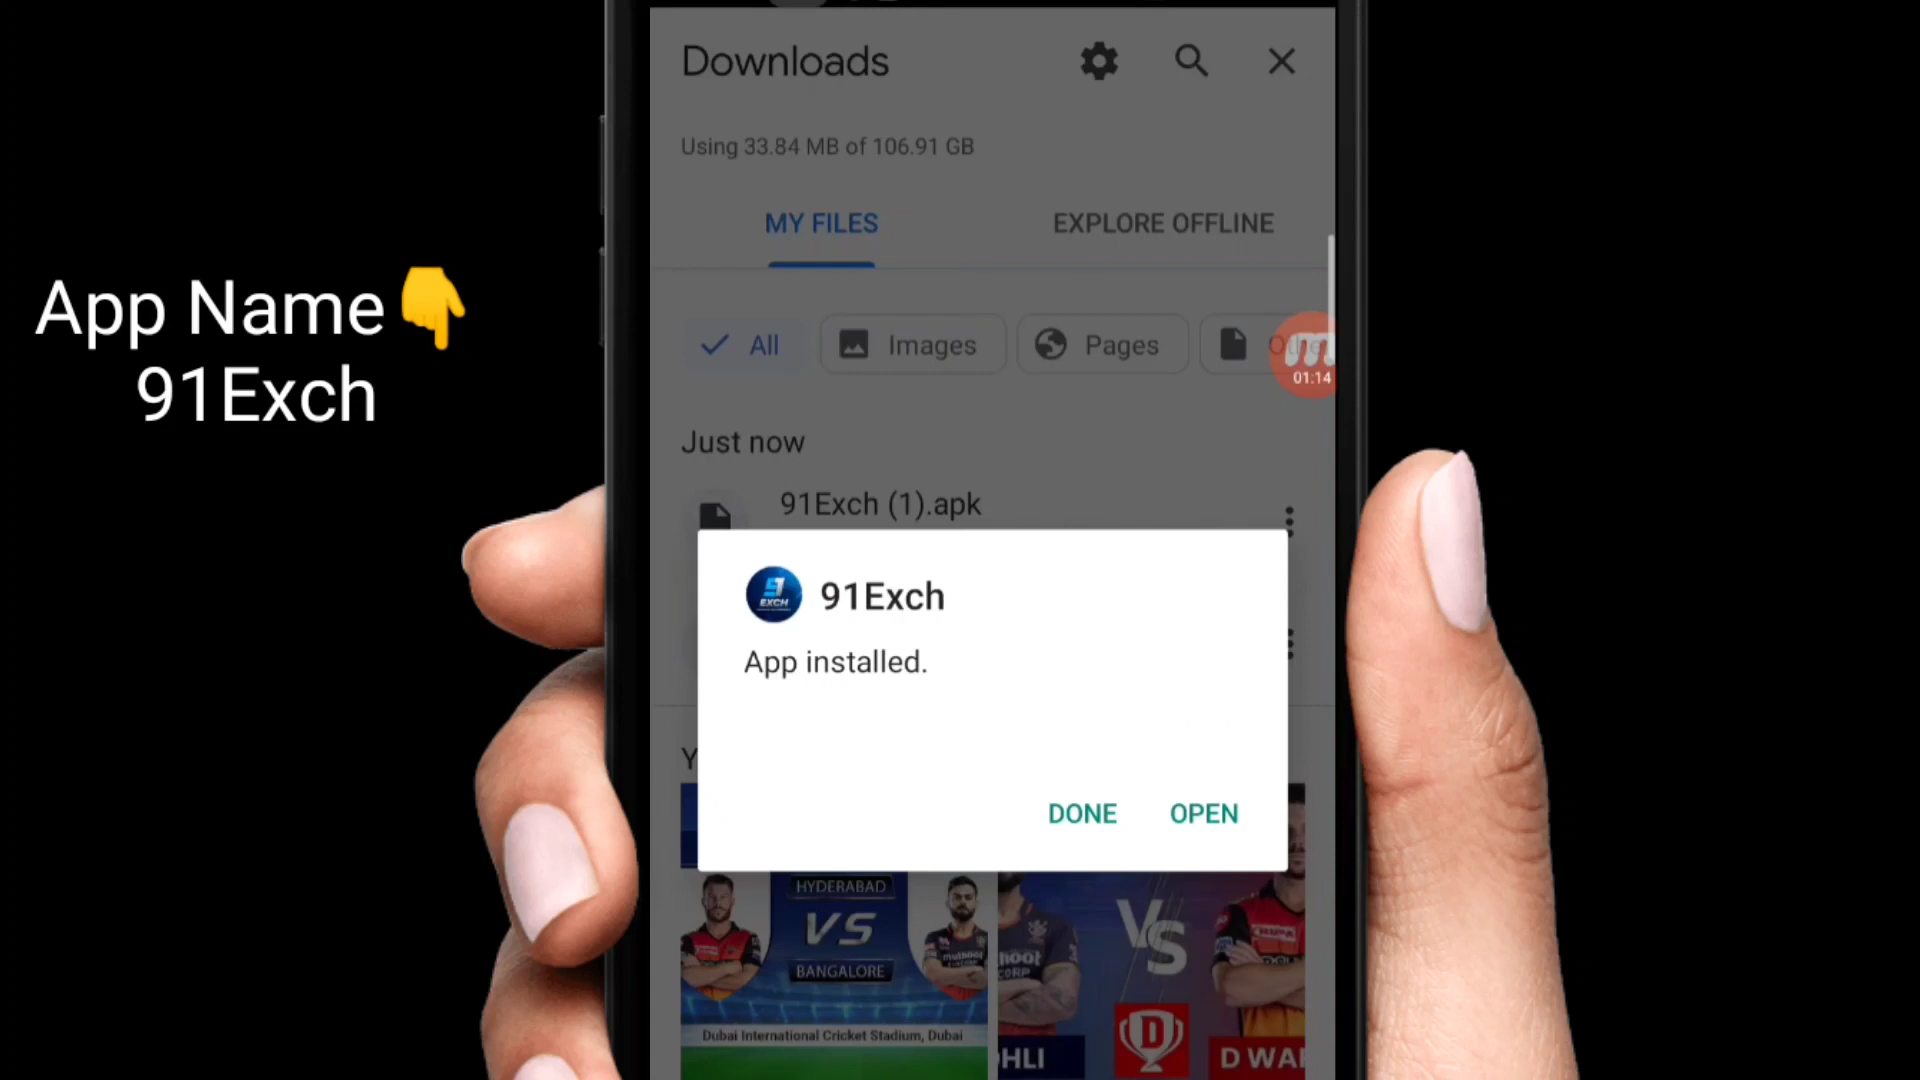 Downloads
Using 33.84 MB of 106.91 GB
MY FILES
EXPLORE OFFLINE
App Name👇
91Exch
All
Images
Pages
01:14
Just now
91Exch (1).apk
91
EXCH
91Exch
App installed.
DONE
OPEN
HYDERABAD
VS
BANGALORE
Dubai International Cricket Stadium, Dubai
VS
D